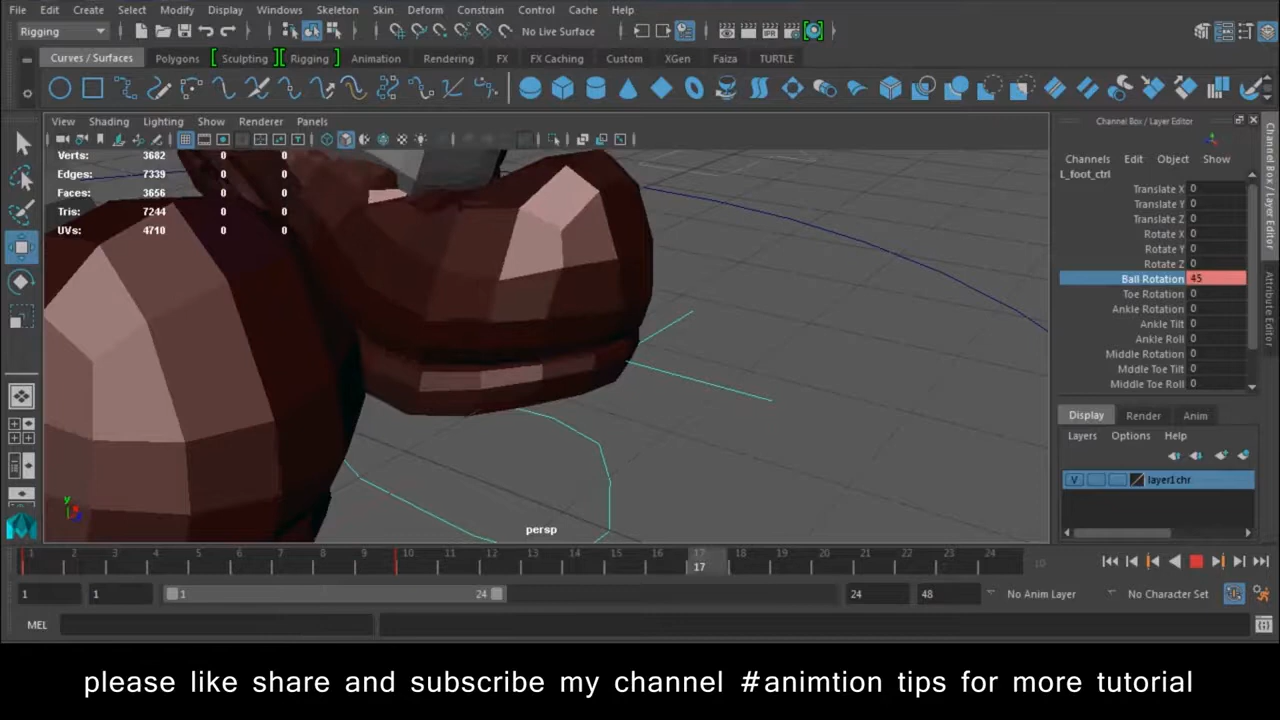 File Edit Create Select Modify Display Windows Skeleton Skin Deform Constrain Control Cache Help
Rigging No Live Surface
Curves / Surfaces Polygons Sculpting Rigging Animation Rendering FX FX Caching Custom XGen Faiza TURTLE
View Shading Lighting Show Renderer Panels
Verts: 3682 0 0
Edges: 7339 0 0
Faces: 3656 0 0
Tris: 7244 0 0
UVs: 4710 0 0
y
persp
Channel Box / Layer Editor
Channels Edit Object Show
L_foot_ctrl
Translate X 0
Translate Y 0
Translate Z 0
Rotate X 0
Rotate Y 0
Rotate Z 0
Ball Rotation 45
Toe Rotation 0
Ankle Rotation 0
Ankle Tilt 0
Ankle Roll 0
Middle Rotation 0
Mddle Toe Tilt 0
Middle Toe Roll 0
Display Render Anim
Layers Options Help
V layer1chr
Channel Box / Layer Editor
Attribute Editor
1 2 3 4 5 6 7 8 9 10 11 12 13 14 15 16 17 18 19 20 21 22 23 24 10
17
1 1 1 24 24 48 No Anim Layer No Character Set
MEL
please like share and subscribe my channel #animtion tips for more tutorial